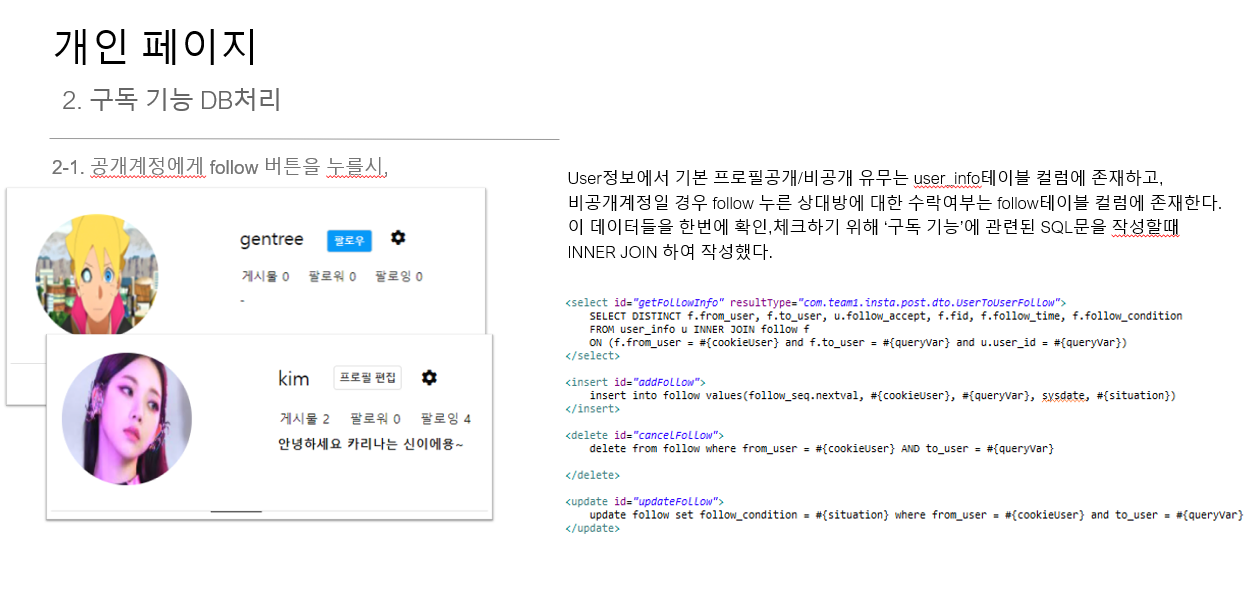 개인 페이지
2. 구독 기능 DB처리
2-1. 공개계정에게 follow 버튼을 누를시,
gentree 팔로우
게시물 0 팔로워 0 팔로잉 0
-
kim 프로필 편집
게시물 2 팔로워 0 팔로잉 4
안녕하세요 카리나는 신이에용~
User정보에서 기본 프로필공개/비공개 유무는 user_info테이블 컬럼에 존재하고,
비공개계정일 경우 follow 누른 상대방에 대한 수락여부는 follow테이블 컬럼에 존재한다.
이 데이터들을 한번에 확인,체크하기 위해 ‘구독 기능’에 관련된 SQL문을 작성할때
INNER JOIN 하여 작성했다.
<select id="getFollowInfo" resultType="com.team1.insta.post.dto.UserToUserFollow">
SELECT DISTINCT f.from_user, f.to_user, u.follow_accept, f.fid, f.follow_time, f.follow_condition
FROM user_info u INNER JOIN follow f
ON (f.from_user = #{cookieUser} and f.to_user = #{queryVar} and u.user_id = #{queryVar})
</select>
<insert id="addFollow">
insert into follow values(follow_seq.nextval, #{cookieUser}, #{queryVar}, sysdate, #{situation})
</insert>
<delete id="cancelFollow">
delete from follow where from_user = #{cookieUser} AND to_user = #{queryVar}
</delete>
<update id="updateFollow">
update follow set follow_condition = #{situation} where from_user = #{cookieUser} and to_user = #{queryVar}
</update>